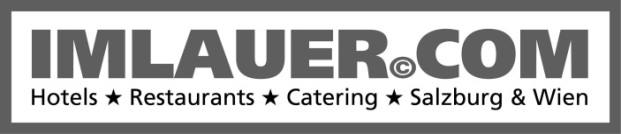 IMLAUER©COM
Hotels ★ Restaurants ★ Catering ★ Salzburg & Wien